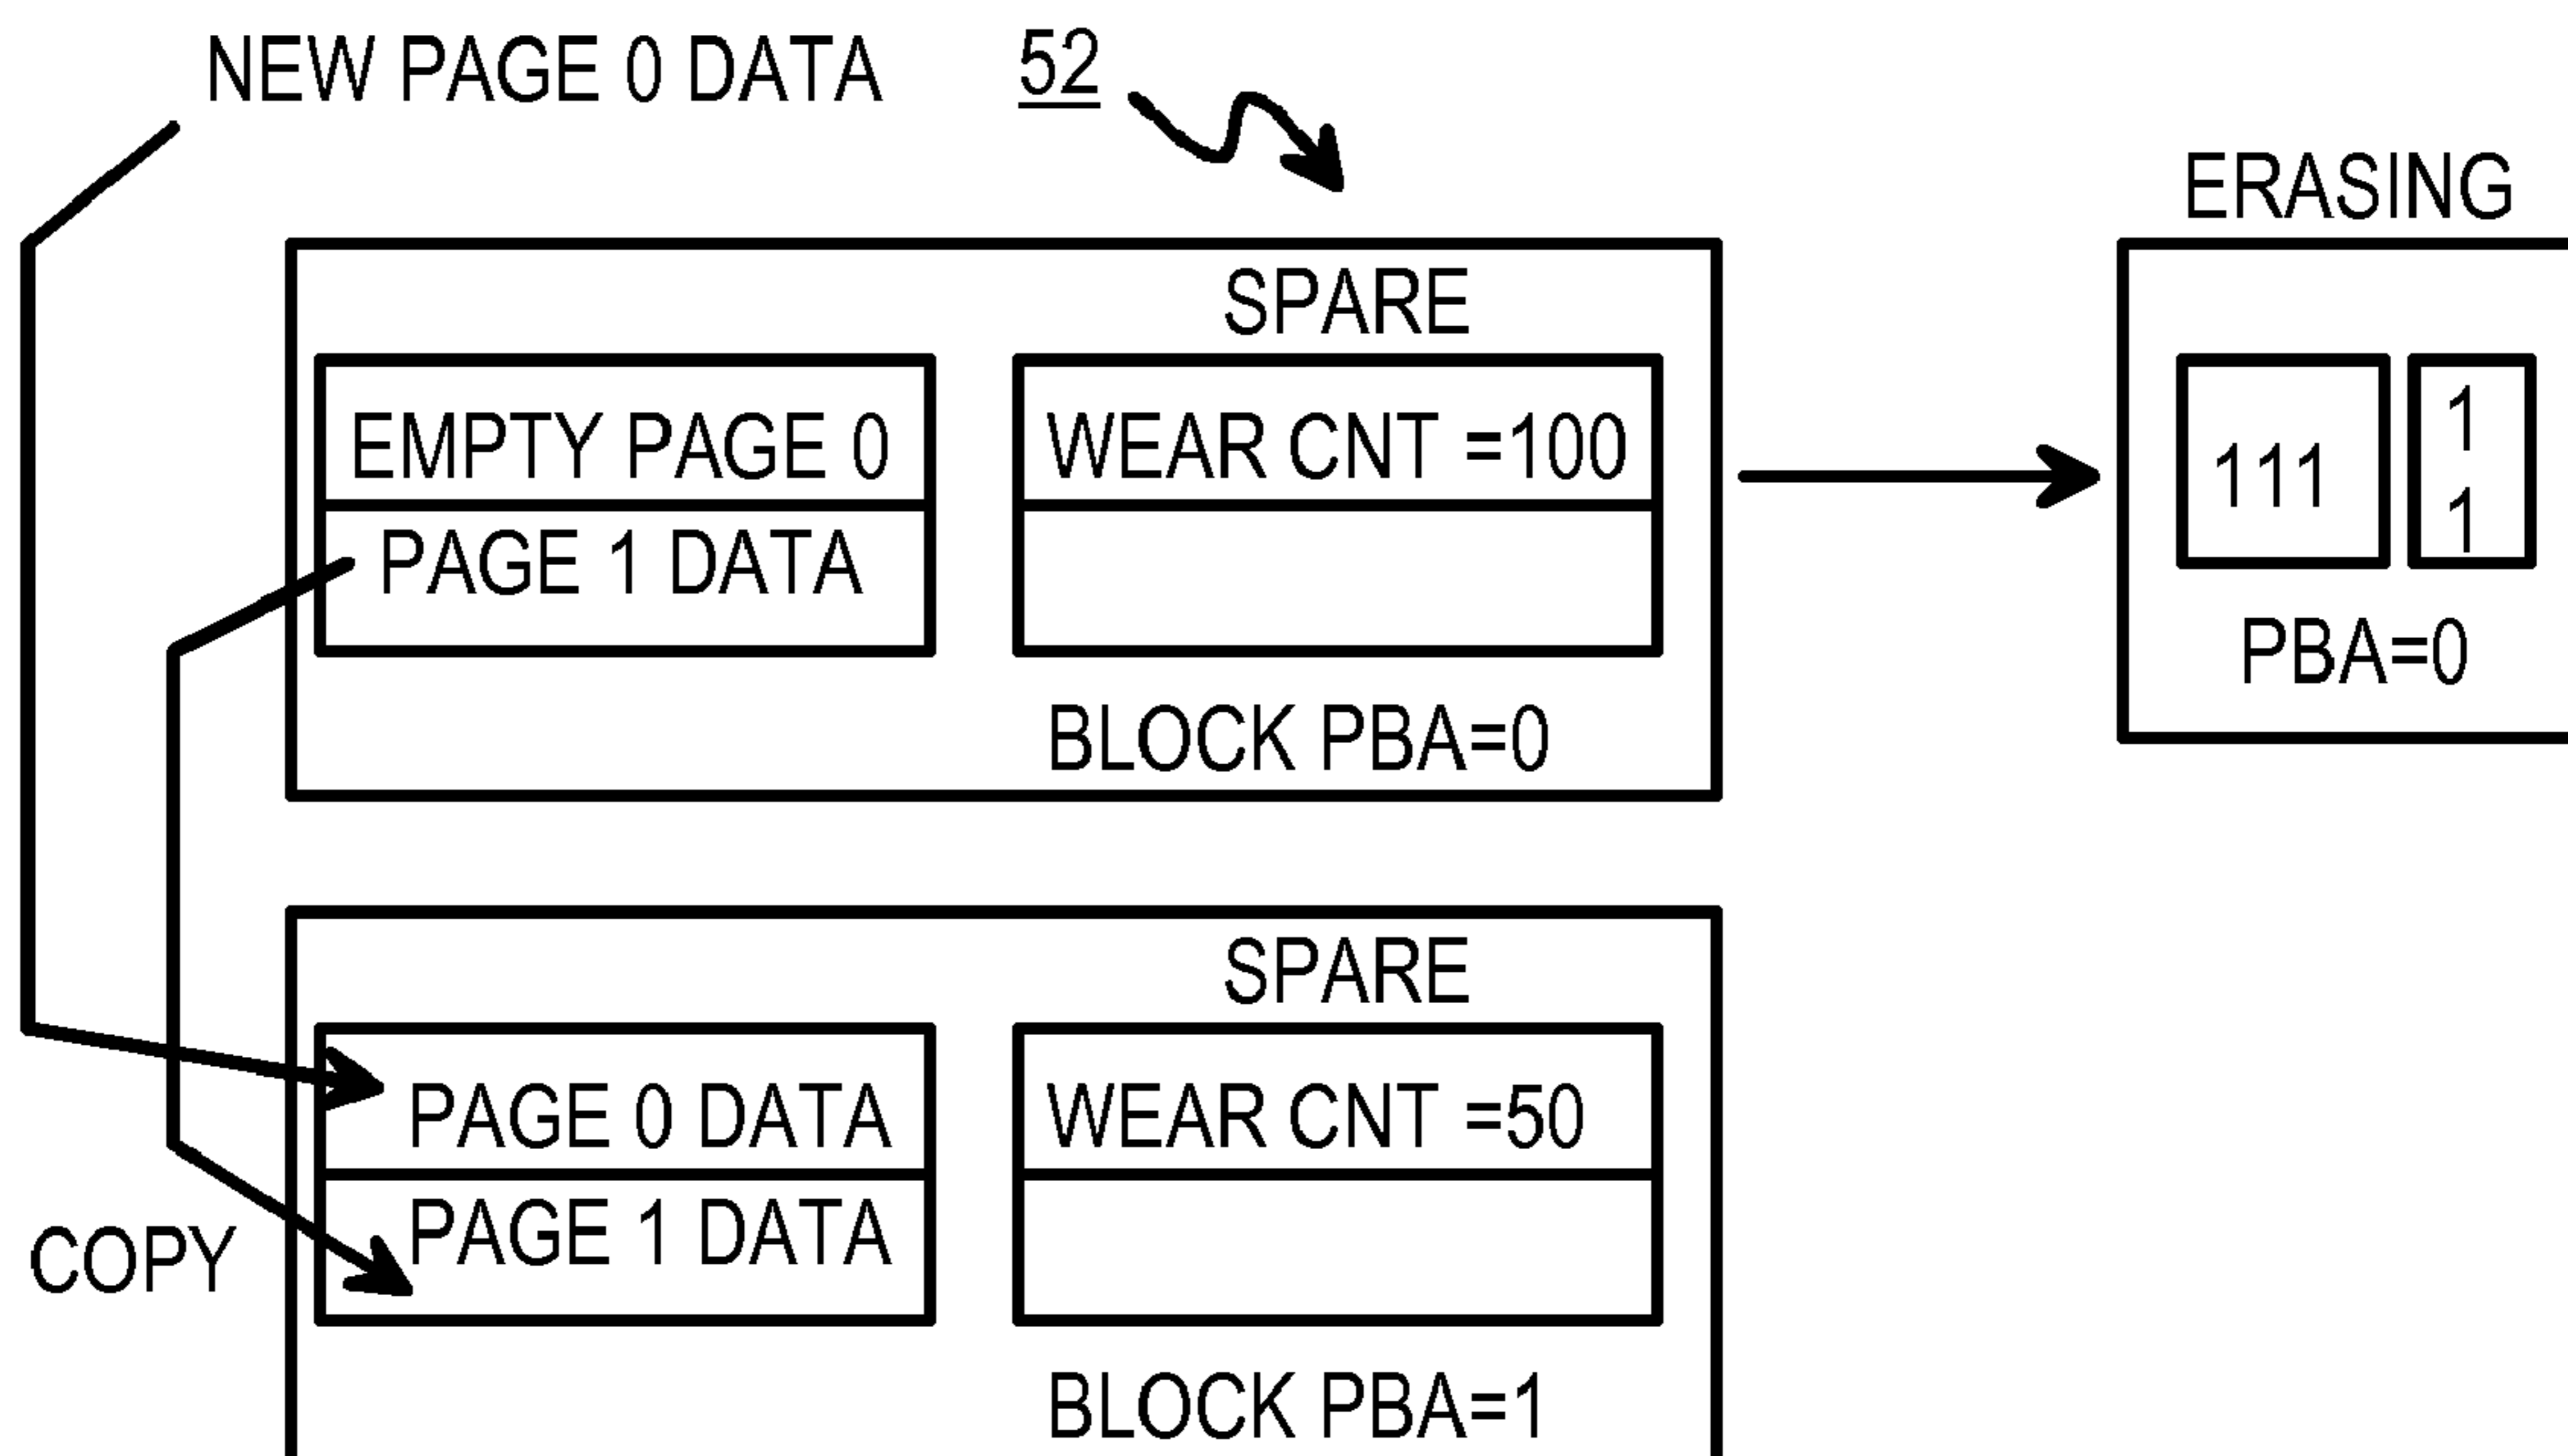 NEW PAGE 0 DATA
52
ERASING
SPARE
EMPTY PAGE 0
WEAR CNT =100
PAGE 1 DATA
BLOCK PBA=0
111
1
1
PBA=0
SPARE
PAGE 0 DATA
WEAR CNT =50
PAGE 1 DATA
COPY
BLOCK PBA=1